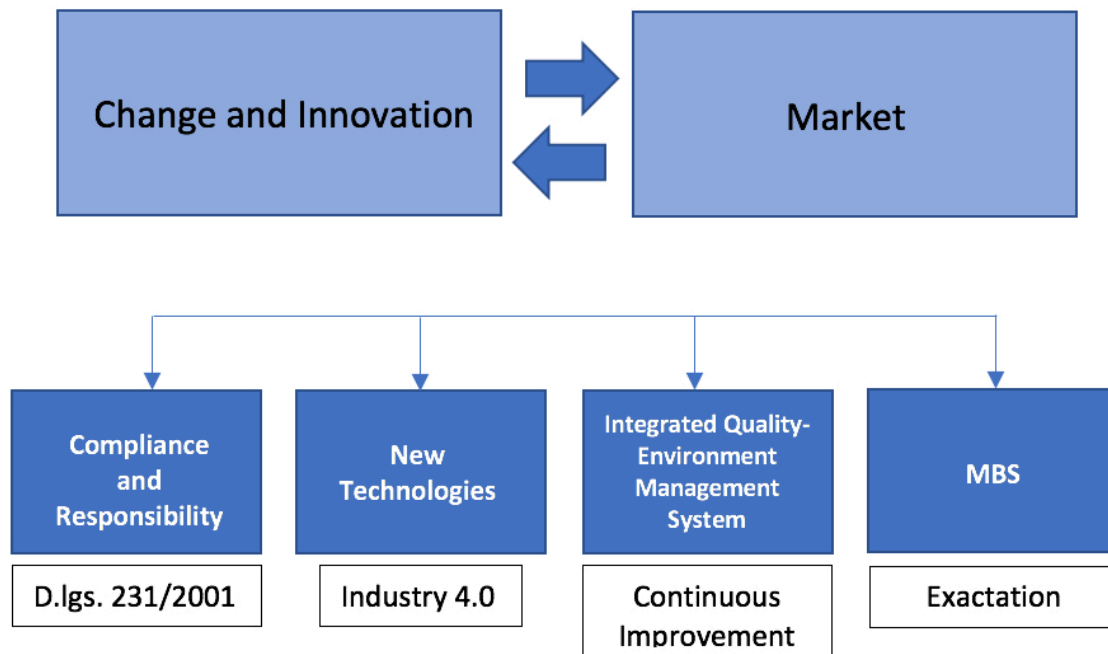 Change and Innovation
Market
Compliance
and
Responsibility
New
Technologies
Integrated Quality-
Environment
Management
System
MBS
D.lgs. 231/2001
Industry 4.0
Continuous
Improvement
Exactation